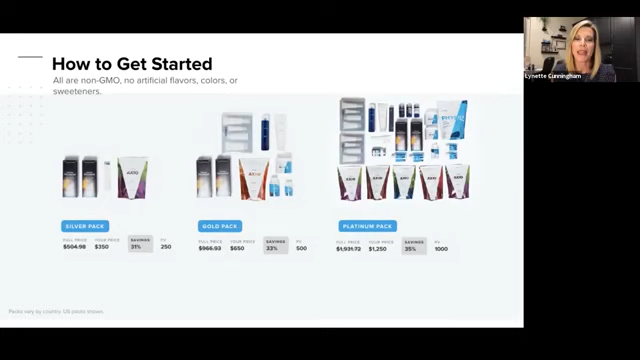 How to Get Started
All are non-GMO, no artificial flavors, colors, or
sweeteners.
Lynette Cunningham
SILVER PACK
FULL PRICE YOUR PRICE SAVINGS PV
$504.98 $350 31% 250
GOLD PACK
FULL PRICE YOUR PRICE SAVINGS PV
$966.93 $650 33% 500
PLATINUM PACK
FULL PRICE YOUR PRICE SAVINGS PV
$1,931.72 $1,250 35% 1000
Packs vary by country. US packs shown.